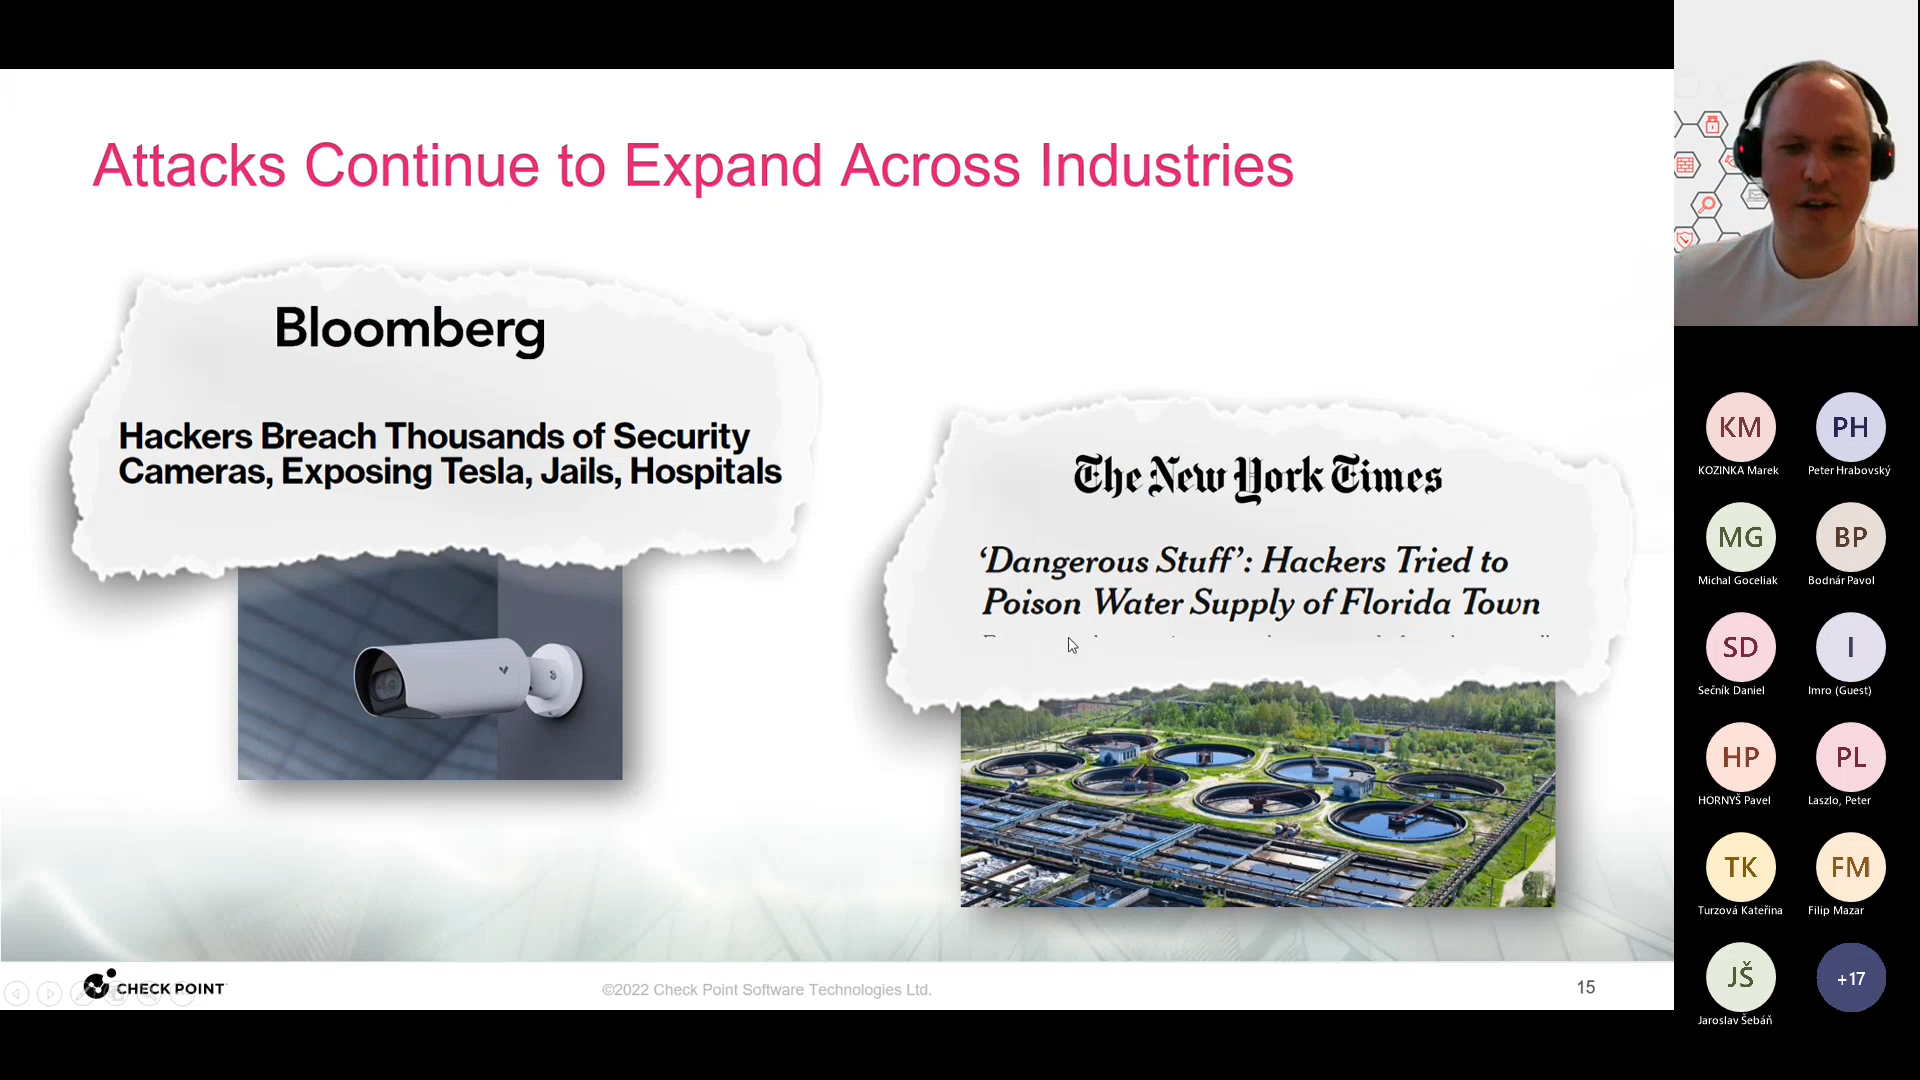 Attacks Continue to Expand Across Industries
Bloomberg
Hackers Breach Thousands of Security
Cameras, Exposing Tesla, Jails, Hospitals
The New York Times
‘Dangerous Stuff’: Hackers Tried to
Poison Water Supply of Florida Town
CHECK POINT
©2022 Check Point Software Technologies Ltd.
15
KM
KOZINKA Marek
PH
Peter Hrabovský
MG
Michal Goceliak
BP
Bodnár Pavol
SD
Sečník Daniel
I
Imro (Guest)
HP
HORNYŠ Pavel
PL
Laszlo, Peter
TK
Turzová Kateřina
FM
Filip Mazar
JŠ
Jaroslav Šebáň
+17